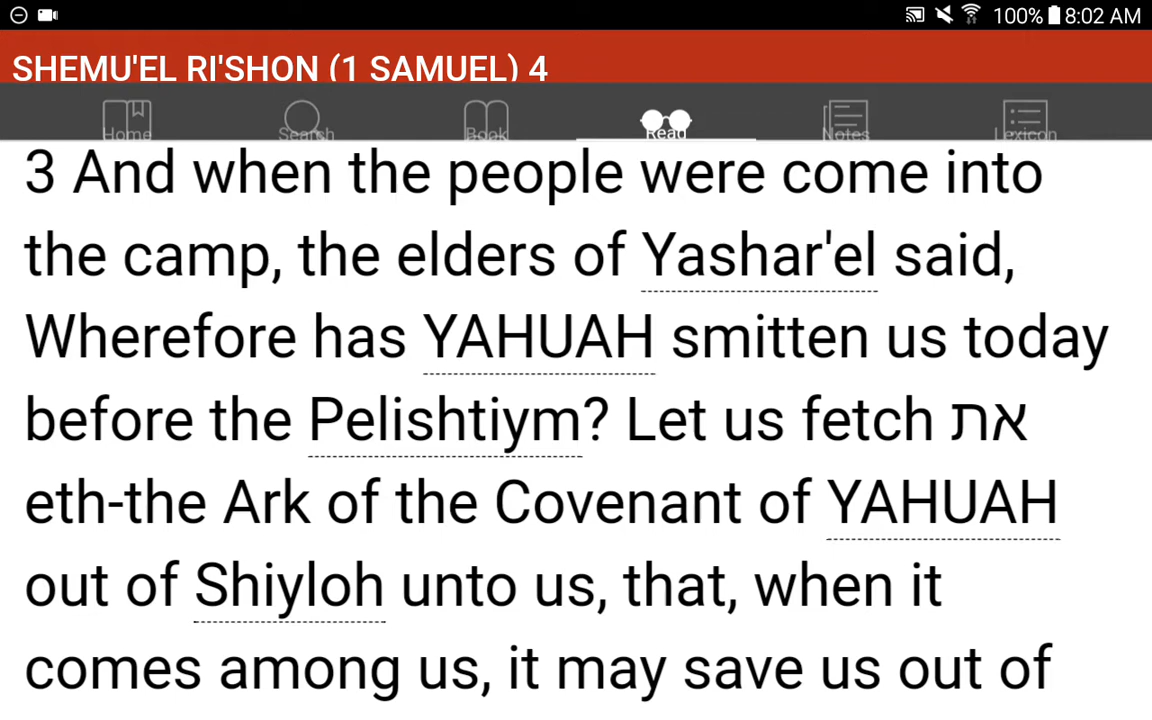 100% 8:02 AM
SHEMU'EL RI'SHON (1 SAMUEL) 4
Home Search Book Read Notes Lexicon
3 And when the people were come into
the camp, the elders of Yashar'el said,
Wherefore has YAHUAH smitten us today
before the Pelishtiym? Let us fetch את
eth-the Ark of the Covenant of YAHUAH
out of Shiyloh unto us, that, when it
comes among us, it may save us out of